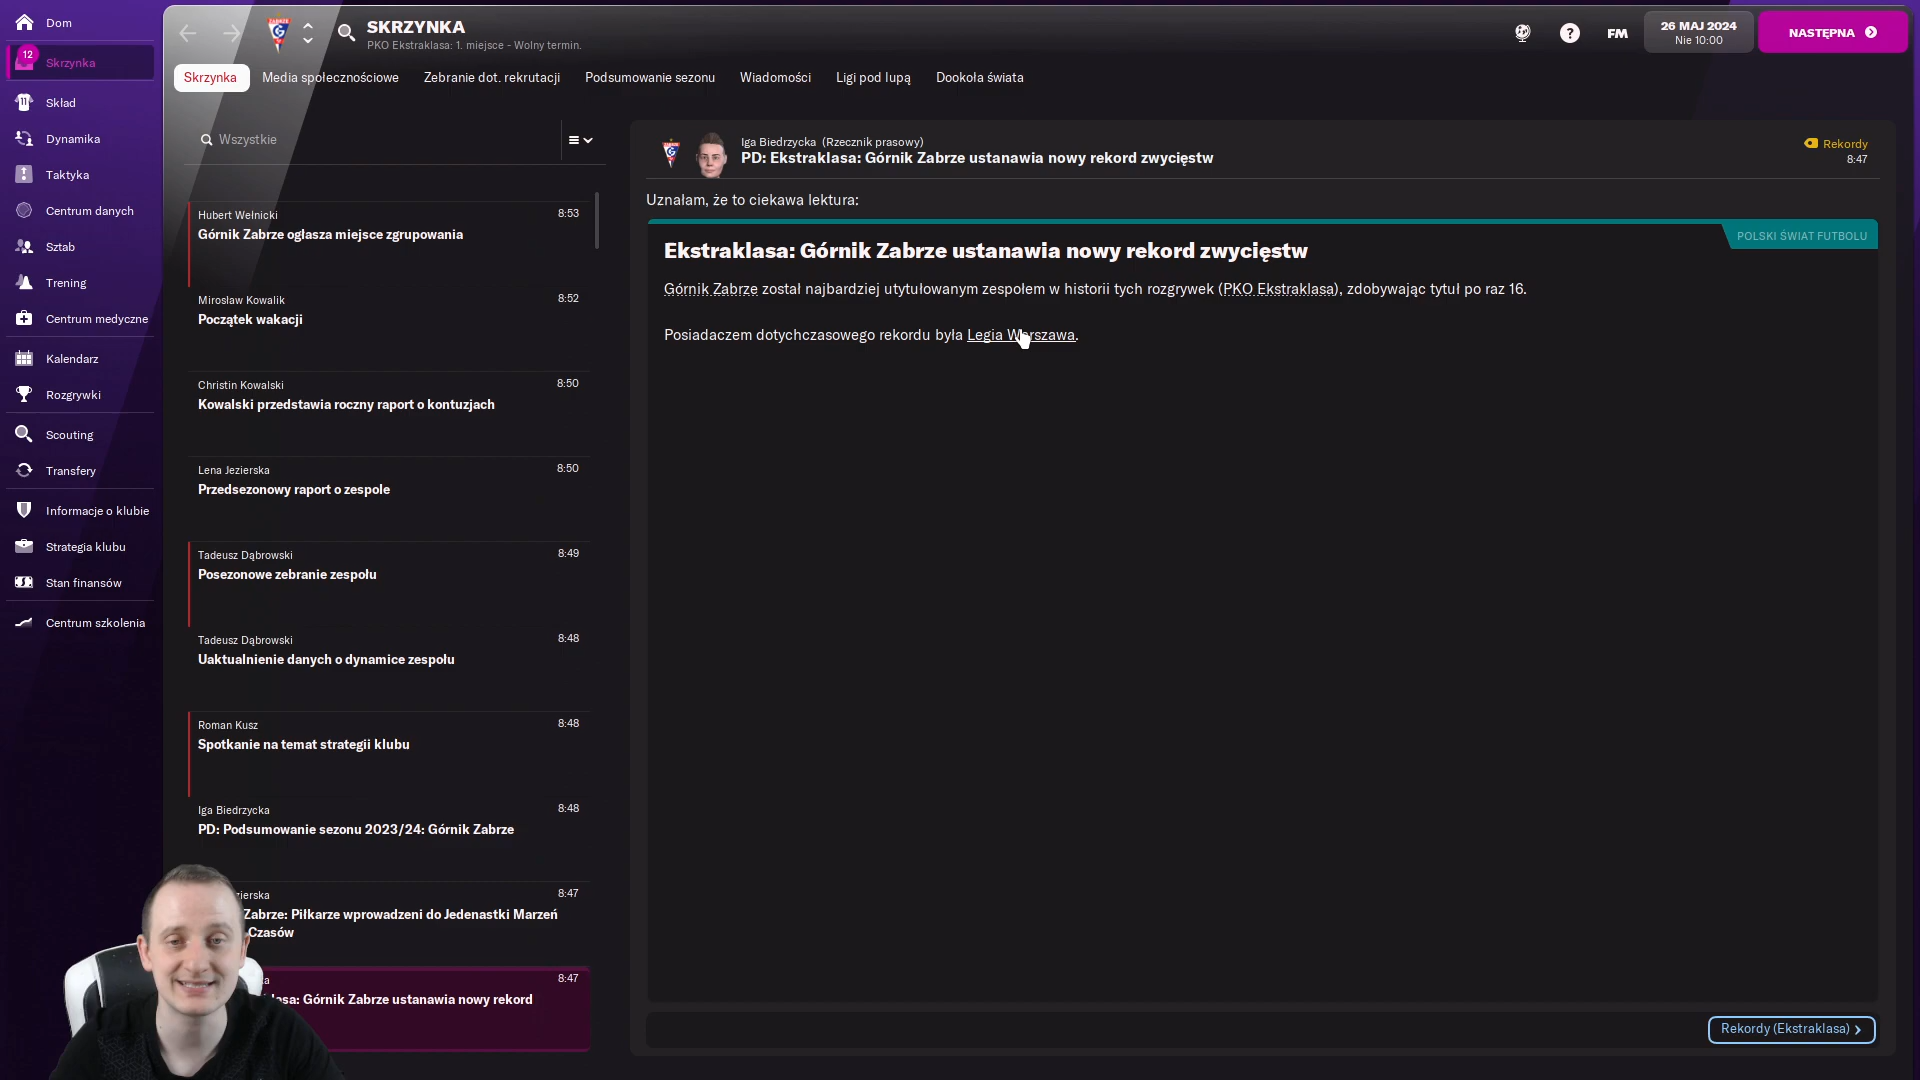 Dom
12
Skrzynka
Skład
Dynamika
Taktyka
Centrum danych
Sztab
Trening
Centrum medyczne
Kalendarz
Rozgrywki
Scouting
Transfery
Informacje o klubie
Strategia klubu
Stan finansów
Centrum szkolenia
SKRZYNKA
PKO Ekstraklasa: 1. miejsce - Wolny termin.
FM
26 MAJ 2024
Nie 10:00
NASTĘPNA
Skrzynka
Media społecznościowe
Zebranie dot. rekrutacji
Podsumowanie sezonu
Wiadomości
Ligi pod lupą
Dookoła świata
Wszystkie
Hubert Wełnicki
8:53
Górnik Zabrze ogłasza miejsce zgrupowania
Mirosław Kowalik
8:52
Początek wakacji
Christin Kowalski
8:50
Kowalski przedstawia roczny raport o kontuzjach
Lena Jezierska
8:50
Przedsezonowy raport o zespole
Tadeusz Dąbrowski
8:49
Posezonowe zebranie zespołu
Tadeusz Dąbrowski
8:48
Uaktualnienie danych o dynamice zespołu
Roman Kusz
8:48
Spotkanie na temat strategii klubu
Iga Biedrzycka
8:48
PD: Podsumowanie sezonu 2023/24: Górnik Zabrze
zierska
8:47
Zabrze: Piłkarze wprowadzeni do Jedenastki Marzeń
Czasów
ka
8:47
lasa: Górnik Zabrze ustanawia nowy rekord
Iga Biedrzycka (Rzecznik prasowy)
PD: Ekstraklasa: Górnik Zabrze ustanawia nowy rekord zwycięstw
Rekordy
8:47
Uznałam, że to ciekawa lektura:
POLSKI ŚWIAT FUTBOLU
Ekstraklasa: Górnik Zabrze ustanawia nowy rekord zwycięstw
Górnik Zabrze został najbardziej utytułowanym zespołem w historii tych rozgrywek (PKO Ekstraklasa), zdobywając tytuł po raz 16.
Posiadaczem dotychczasowego rekordu była Legia Warszawa.
Rekordy (Ekstraklasa)